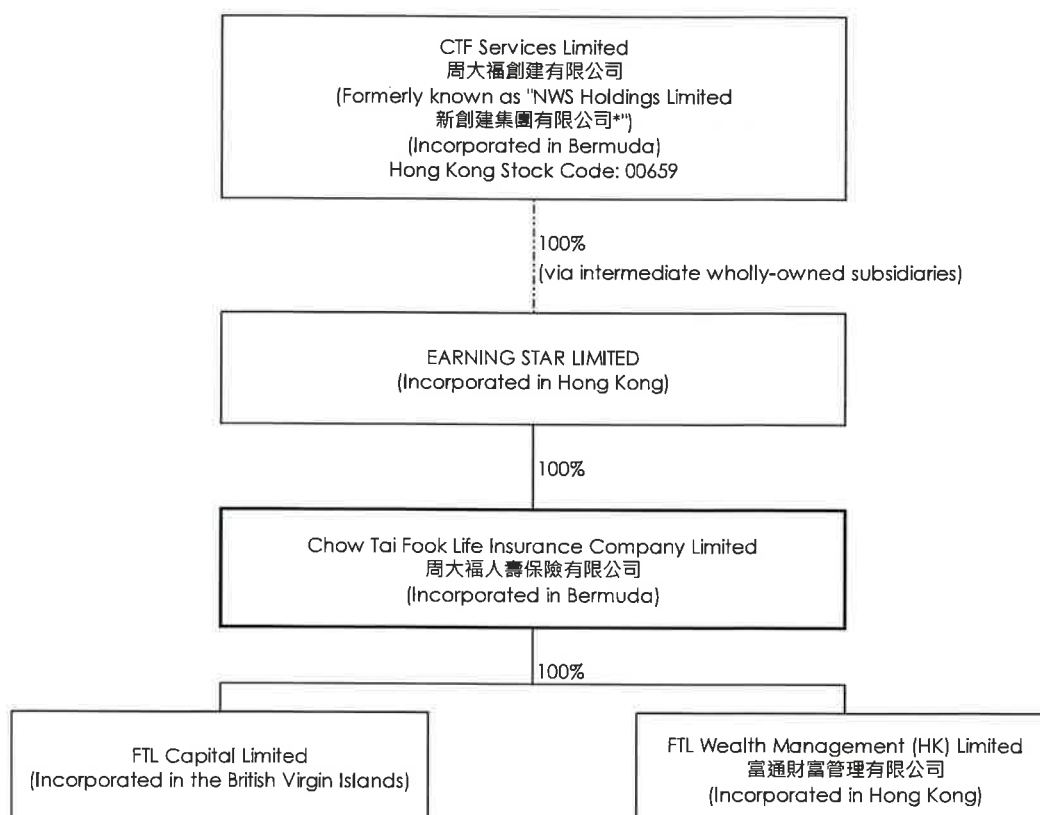 CTF Services Limited
周大福創建有限公司
(Formerly known as "NWS Holdings Limited
新創建集團有限公司*")
(Incorporated in Bermuda)
Hong Kong Stock Code: 00659
100%
(via intermediate wholly-owned subsidiaries)
EARNING STAR LIMITED
(Incorporated in Hong Kong)
100%
Chow Tai Fook Life Insurance Company Limited
周大福人壽保險有限公司
(Incorporated in Bermuda)
100%
FTL Capital Limited
(Incorporated in the British Virgin Islands)
FTL Wealth Management (HK) Limited
富通財富管理有限公司
(Incorporated in Hong Kong)